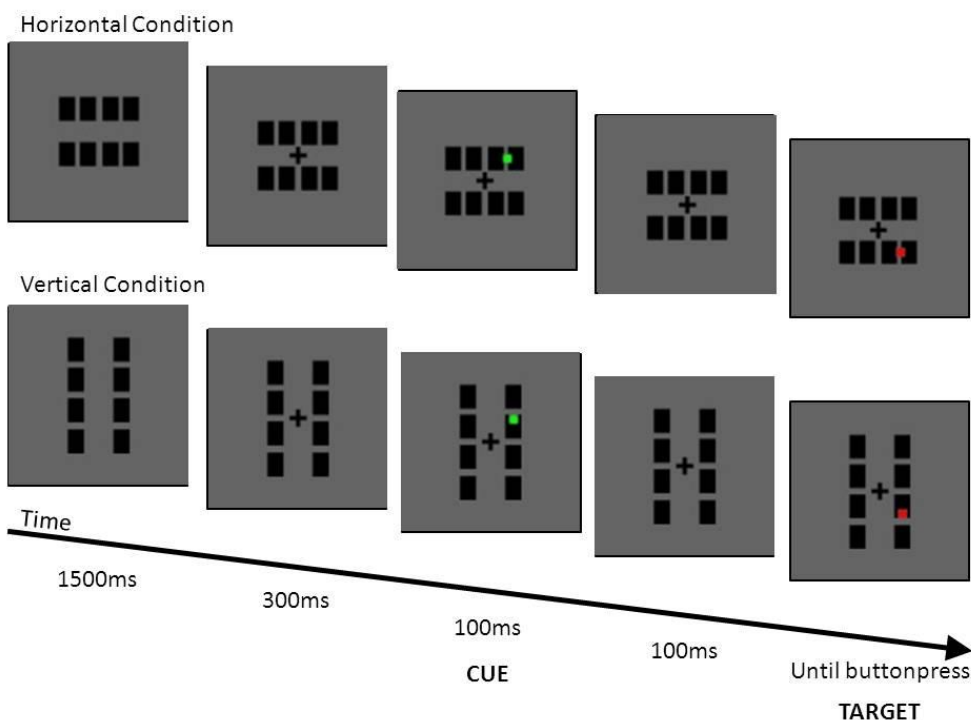 Horizontal Condition
Vertical Condition
Time
1500ms
300ms
100ms
100ms
Until buttonpress
CUE
TARGET